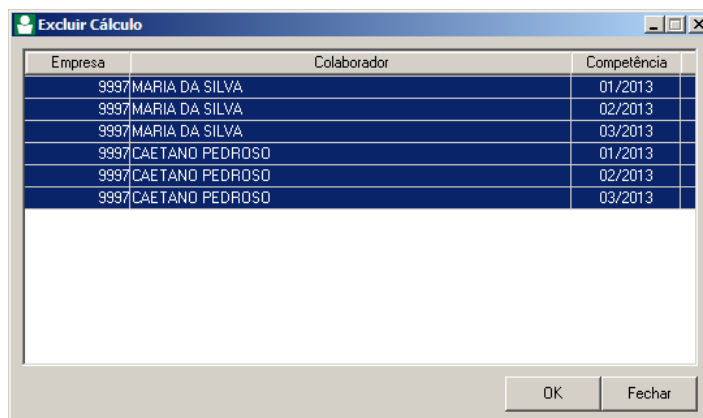 Excluir Cálculo
Empresa Colaborador Competência
9997 MARIA DA SILVA 01/2013
9997 MARIA DA SILVA 02/2013
9997 MARIA DA SILVA 03/2013
9997 CAETANO PEDROSO 01/2013
9997 CAETANO PEDROSO 02/2013
9997 CAETANO PEDROSO 03/2013
OK Fechar